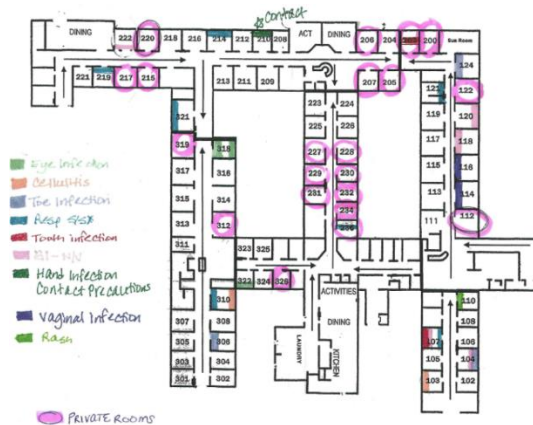 Contact
DINING
222 220 218 216 214 212 210 208
ACT
DINING
206 204 202 200
Sun Room
221 219 217 215
213 211 209
207 205
124
122
120
118
116
114
112
121
119
117
115
113
111
223 224
225 226
227 228
229 230
231 232
234
236
321
319 318
317 316
315 314
313 312
311
323 325
322 324 326
310
308
307
305 306
303 304
301 302
ACTIVITIES
DINING
LAUNDRY
KITCHEN
110
108
107 106
105 104
103 102
Eye Infection
Cellulitis
Toe Infection
Resp S/SX
Tooth infection
GI-N/V
Hand Infection
Contact Precautions
Vaginal Infection
Rash
PRIVATE ROOMS